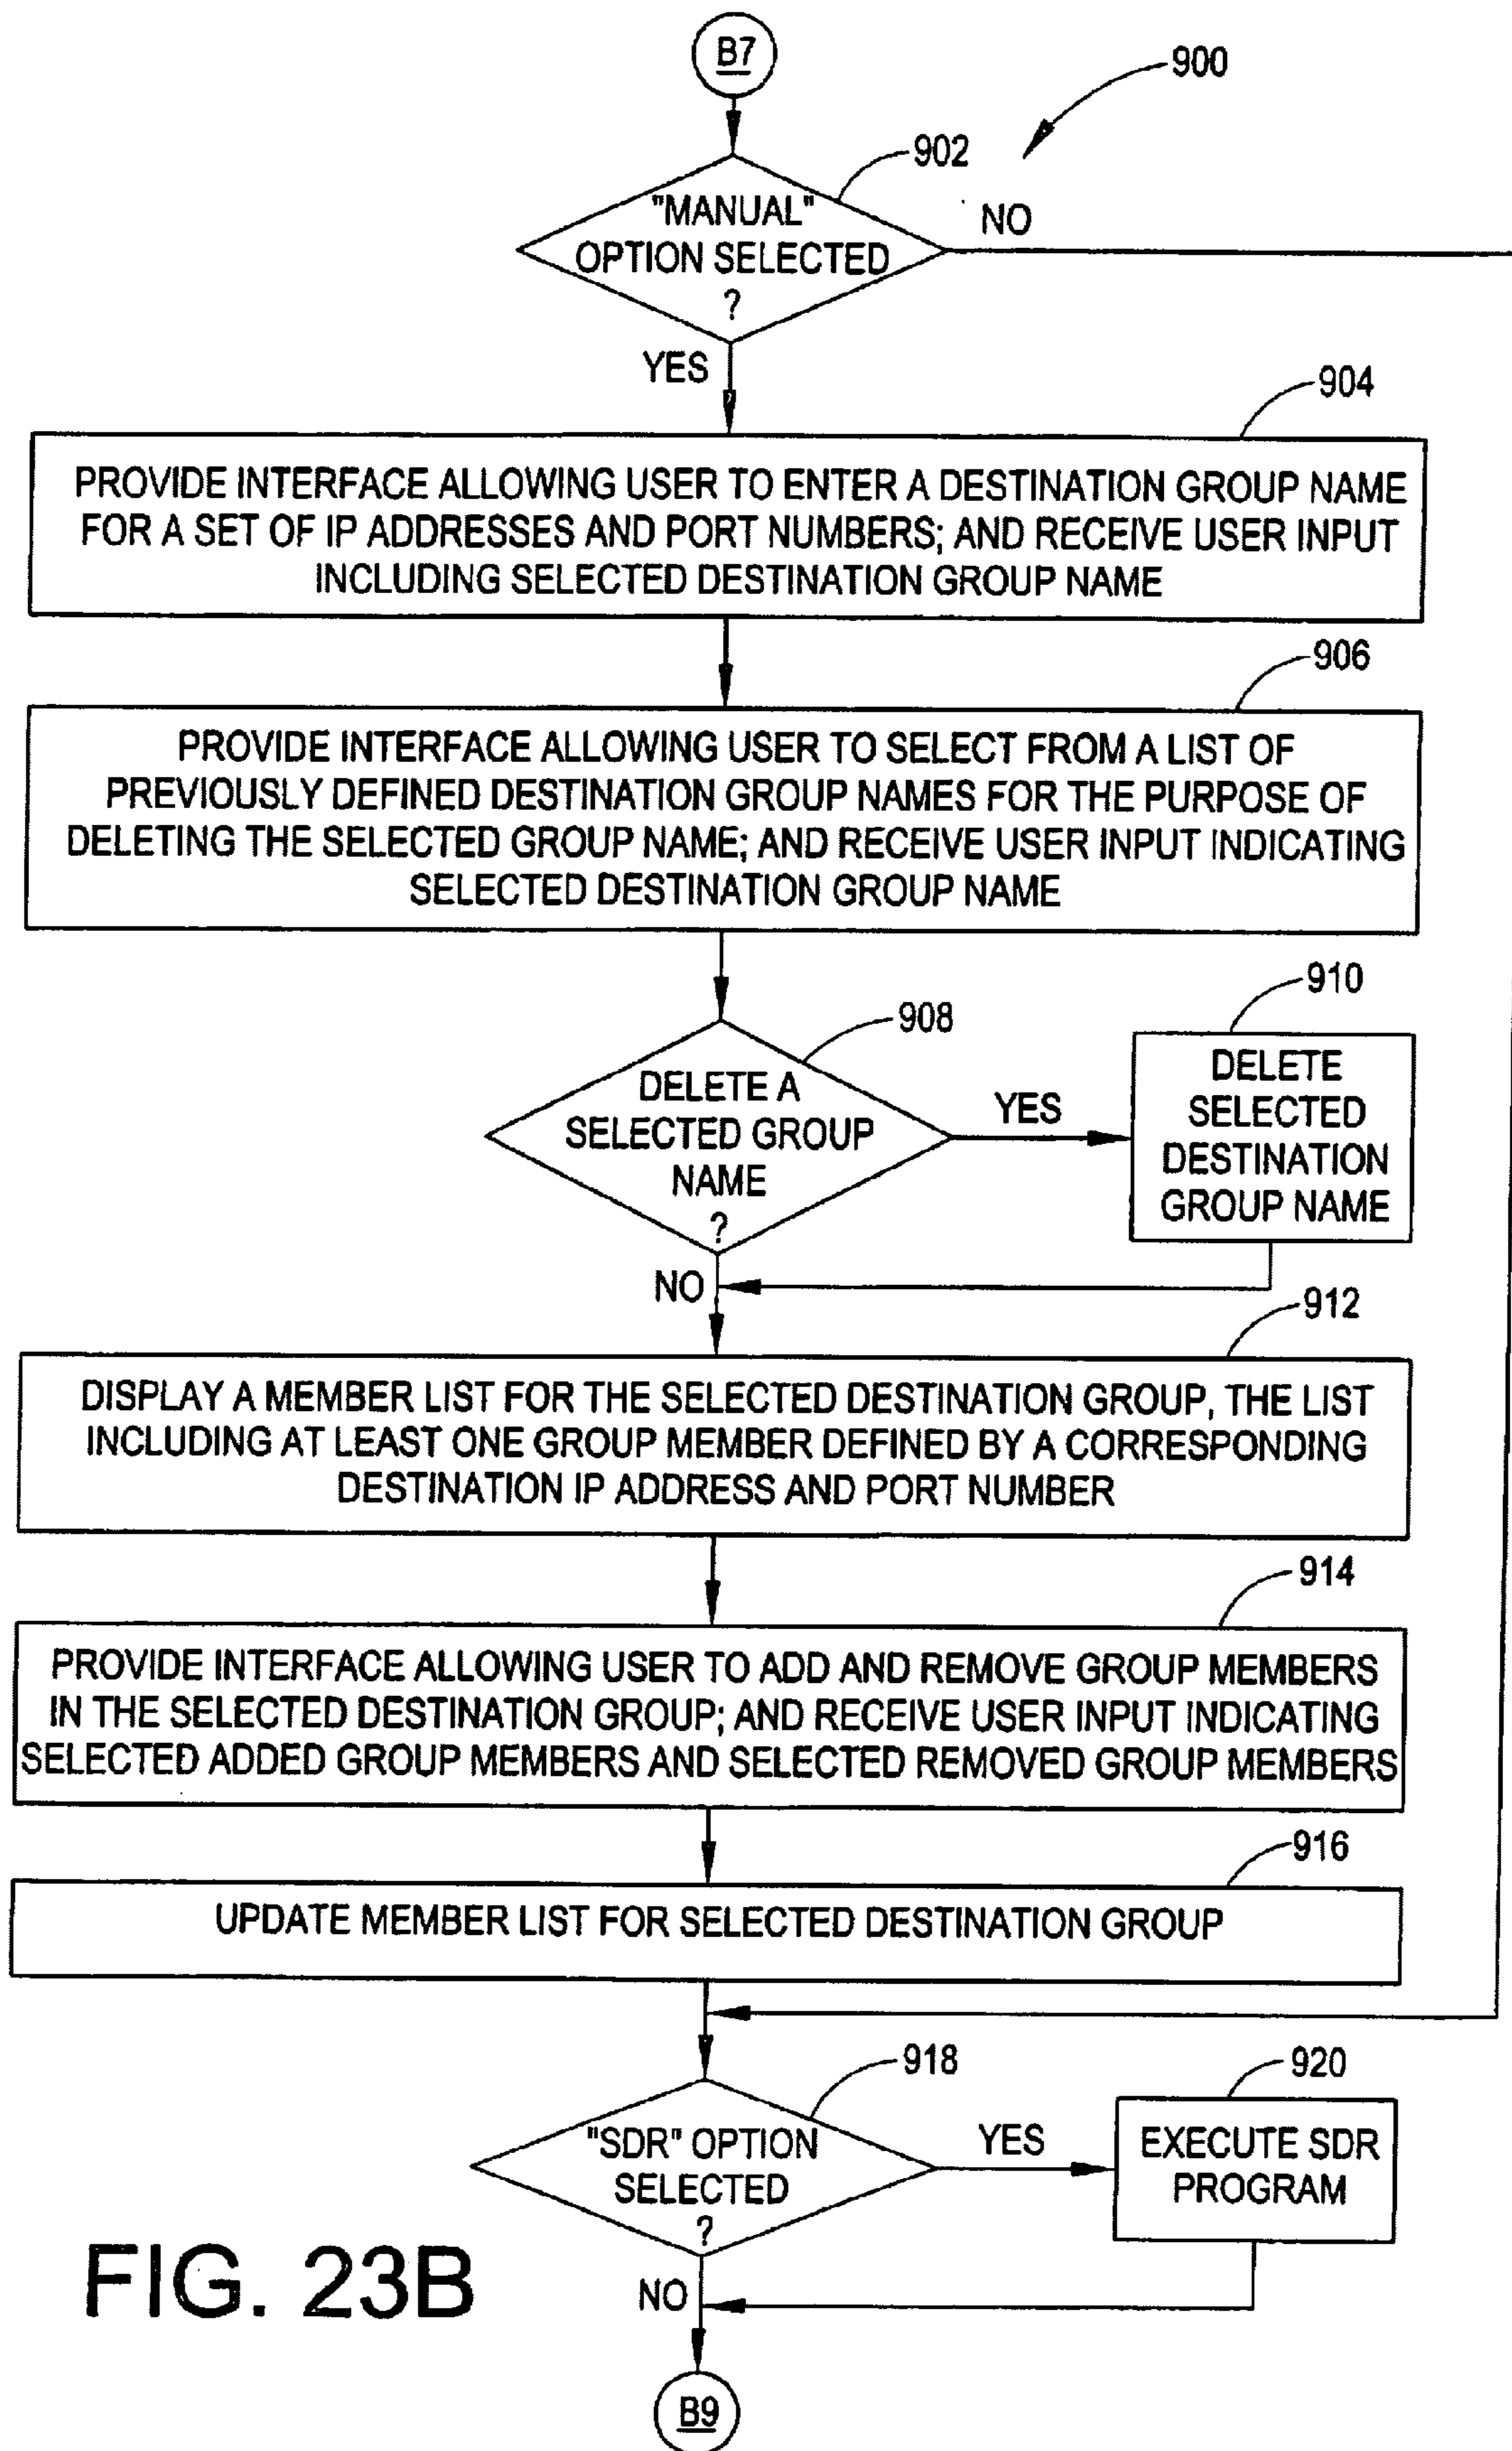 B7
900
902
"MANUAL"
OPTION SELECTED
?
NO
YES
904
PROVIDE INTERFACE ALLOWING USER TO ENTER A DESTINATION GROUP NAME
FOR A SET OF IP ADDRESSES AND PORT NUMBERS; AND RECEIVE USER INPUT
INCLUDING SELECTED DESTINATION GROUP NAME
906
PROVIDE INTERFACE ALLOWING USER TO SELECT FROM A LIST OF
PREVIOUSLY DEFINED DESTINATION GROUP NAMES FOR THE PURPOSE OF
DELETING THE SELECTED GROUP NAME; AND RECEIVE USER INPUT INDICATING
SELECTED DESTINATION GROUP NAME
908
DELETE A
SELECTED GROUP
NAME
?
YES
910
DELETE
SELECTED
DESTINATION
GROUP NAME
NO
912
DISPLAY A MEMBER LIST FOR THE SELECTED DESTINATION GROUP, THE LIST
INCLUDING AT LEAST ONE GROUP MEMBER DEFINED BY A CORRESPONDING
DESTINATION IP ADDRESS AND PORT NUMBER
914
PROVIDE INTERFACE ALLOWING USER TO ADD AND REMOVE GROUP MEMBERS
IN THE SELECTED DESTINATION GROUP; AND RECEIVE USER INPUT INDICATING
SELECTED ADDED GROUP MEMBERS AND SELECTED REMOVED GROUP MEMBERS
916
UPDATE MEMBER LIST FOR SELECTED DESTINATION GROUP
918
"SDR" OPTION
SELECTED
?
YES
920
EXECUTE SDR
PROGRAM
NO
B9
FIG. 23B